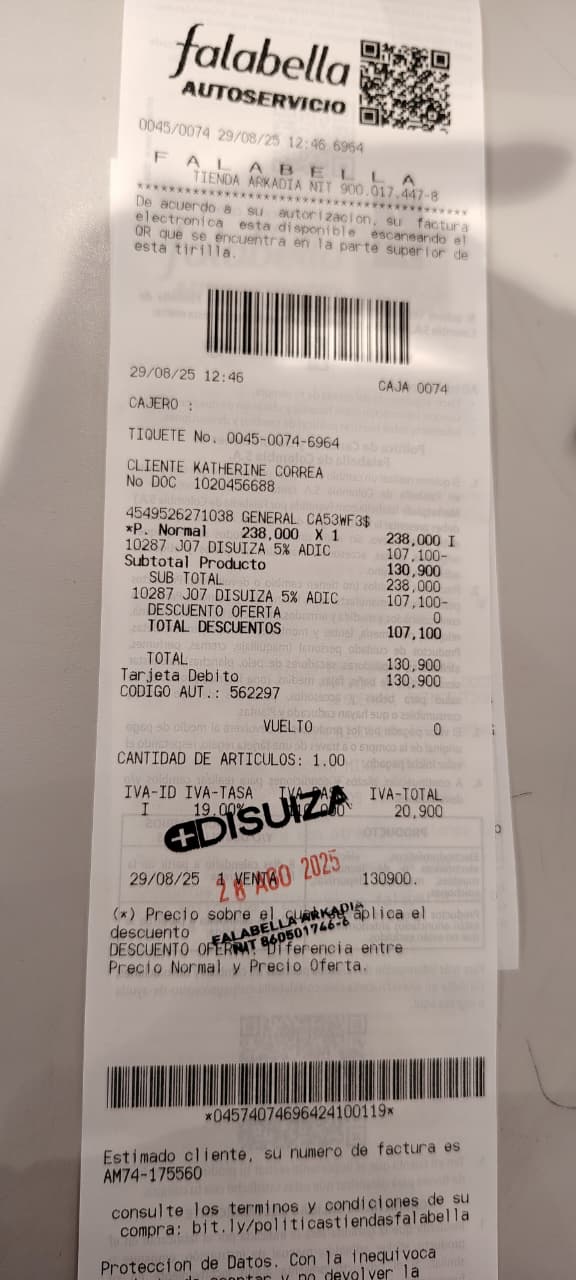 falabella
AUTOSERVICIO
0045/0074 29/08/25 12:46 6964
F A L A B E L L A
TIENDA ARKADIA NIT 900.017.447-8
****************************************
De acuerdo a su autorizacion, su factura
electronica esta disponible escaneando el
QR que se encuentra en la parte superior de
esta tirilla.
29/08/25 12:46 CAJA 0074
CAJERO :
TIQUETE No. 0045-0074-6964
CLIENTE KATHERINE CORREA
No DOC 1020456688
4549526271038 GENERAL CA53WF3$
*P. Normal 238,000 X 1 238,000 I
10287 J07 DISUIZA 5% ADIC 107,100-
Subtotal Producto 130,900
SUB TOTAL 238,000
10287 J07 DISUIZA 5% ADIC 107,100-
DESCUENTO OFERTA 0
TOTAL DESCUENTOS 107,100
TOTAL 130,900
Tarjeta Debito 130,900
CODIGO AUT.: 562297
VUELTO 0
CANTIDAD DE ARTICULOS: 1.00
IVA-ID IVA-TASA IVA-TOTAL
I 19.00% 20,900
DISUIZA
29/08/25 1 VENTA 130900.
28 AGO 2025
(*) Precio sobre el cual se aplica el
descuento
FALABELLA ARKADIA
NIT 860501766-6
DESCUENTO OFERTA: Diferencia entre
Precio Normal y Precio Oferta.
*04574074696424100119*
Estimado cliente, su numero de factura es
AM74-175560
consulte los terminos y condiciones de su
compra: bit.ly/politicastiendasfalabella
Proteccion de Datos. Con la inequivoca
y no devolver la